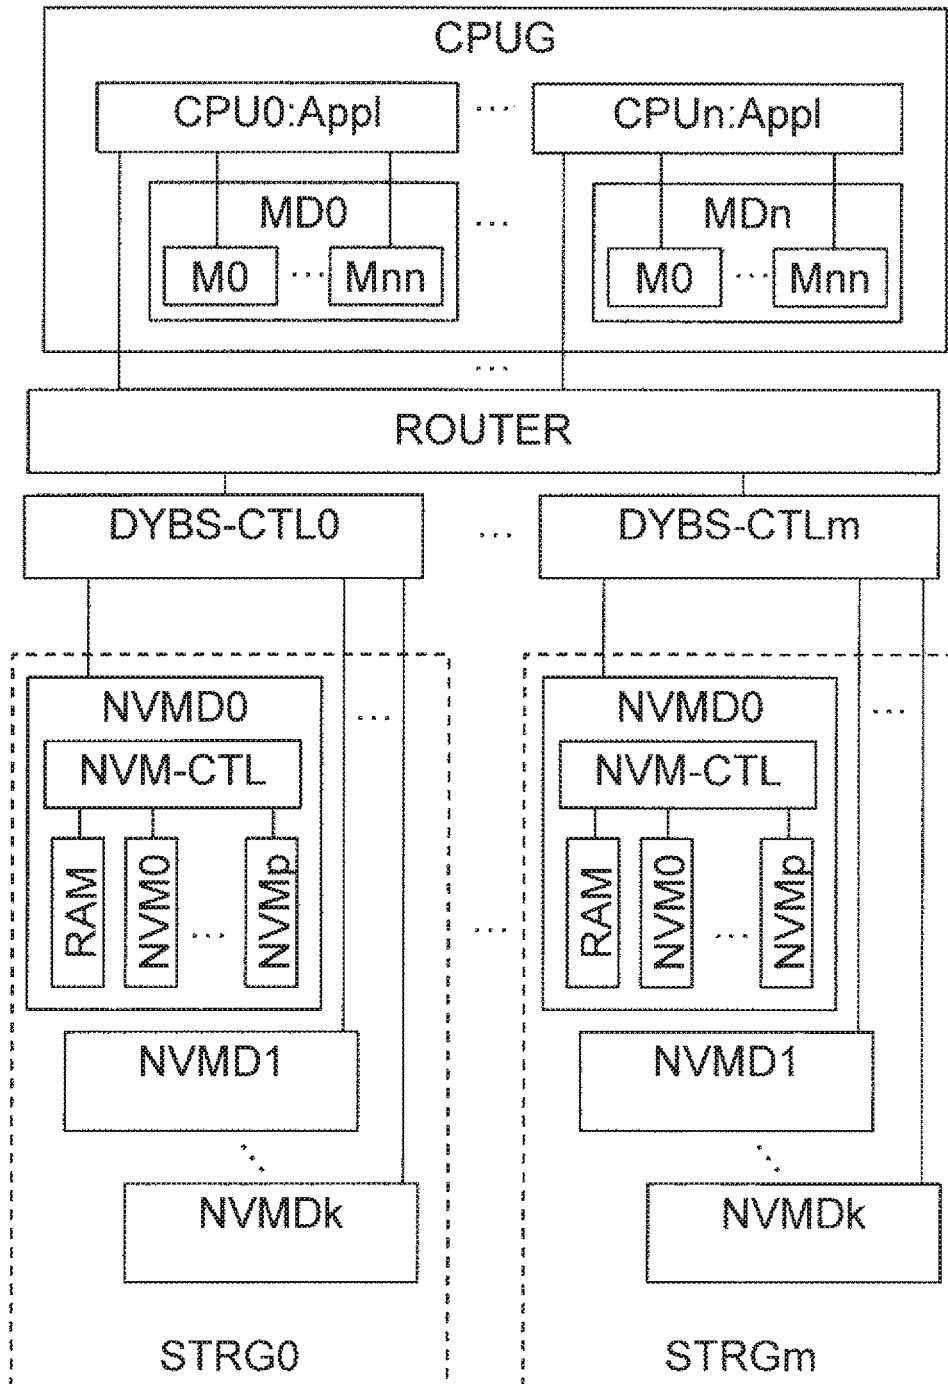 CPUG
CPU0:Appl ... CPUn:Appl
MD0 ... MDn
M0 ... Mnn M0 ... Mnn
...
ROUTER
DYBS-CTL0 ... DYBS-CTLm
NVMD0 ... NVMD0 ...
NVM-CTL NVM-CTL
RAM NVM0 ... NVMp ... RAM NVM0 ... NVMp
NVMD1 NVMD1
... ...
NVMDk NVMDk
STRG0 STRGm